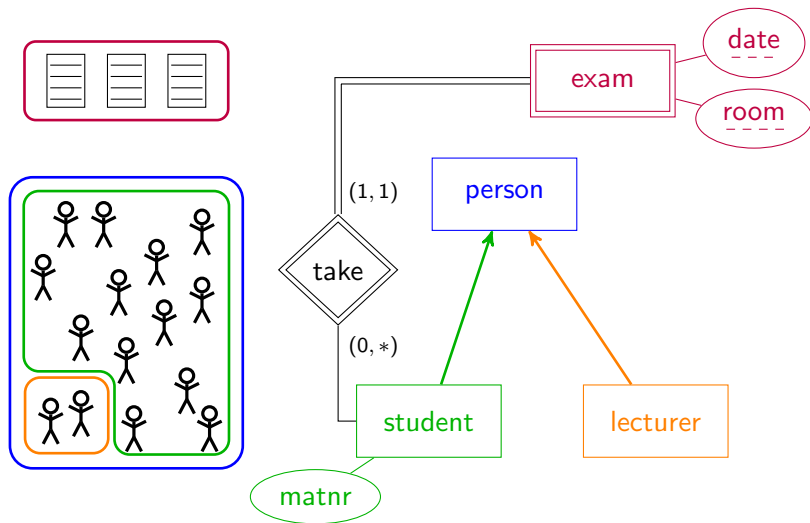 date
exam
room
(1, 1)
person
take
(0, ∗)
student
lecturer
matnr